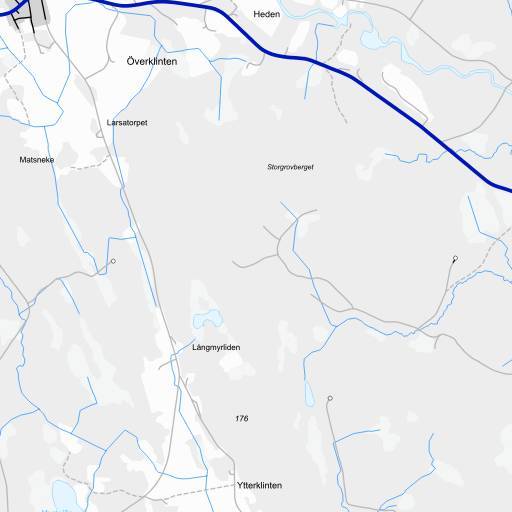 Heden
Överklinten
Larsatorpet
Matsneke
Storgrovberget
Långmyrliden
176
Ytterklinten